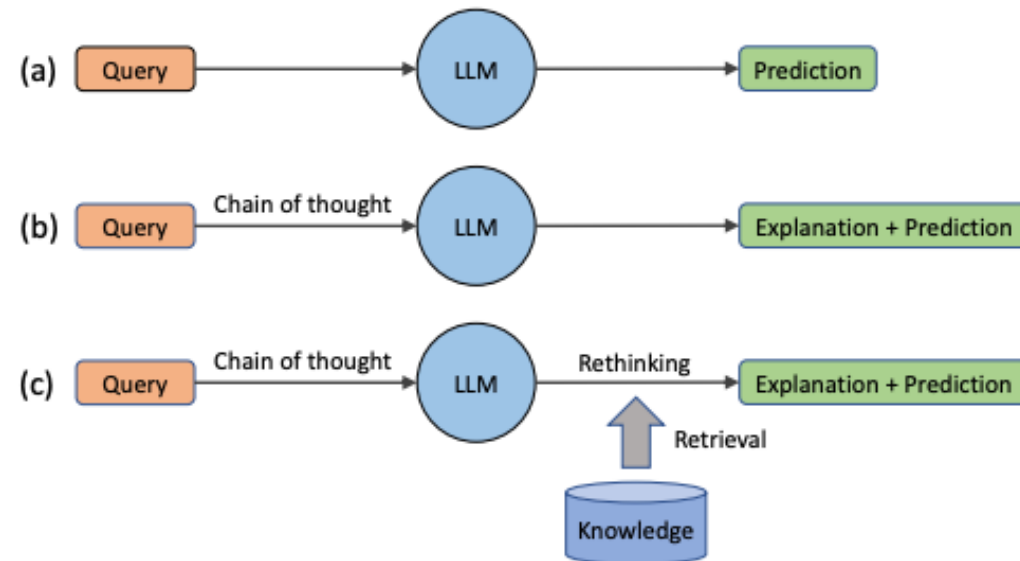 (a) Query LLM Prediction
Chain of thought
(b) Query LLM Explanation + Prediction
Chain of thought Rethinking
(c) Query LLM Explanation + Prediction
Retrieval
Knowledge